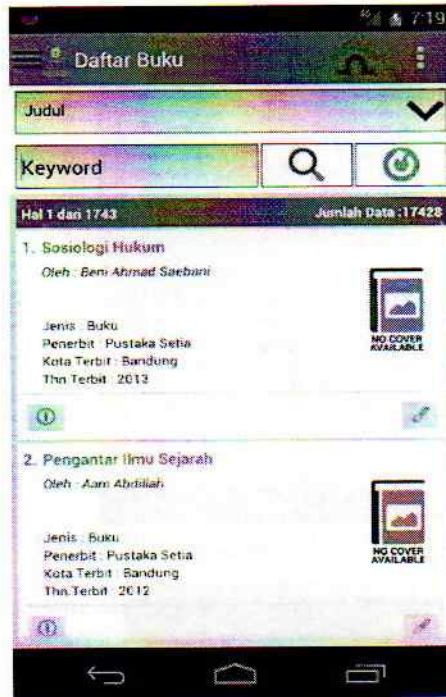 7:19
Daftar Buku
Judul
Keyword
Hal 1 dari 1743 Jumlah Data :17428
1. Sosiologi Hukum
Oleh : Beni Ahmad Saebani
Jenis : Buku
Penerbit : Pustaka Setia
Kota Terbit : Bandung
Thn Terbit : 2013
NO COVER
AVAILABLE
2. Pengantar Ilmu Sejarah
Oleh : Aam Abdillah
Jenis : Buku
Penerbit : Pustaka Setia
Kota Terbit : Bandung
Thn Terbit : 2012
NO COVER
AVAILABLE